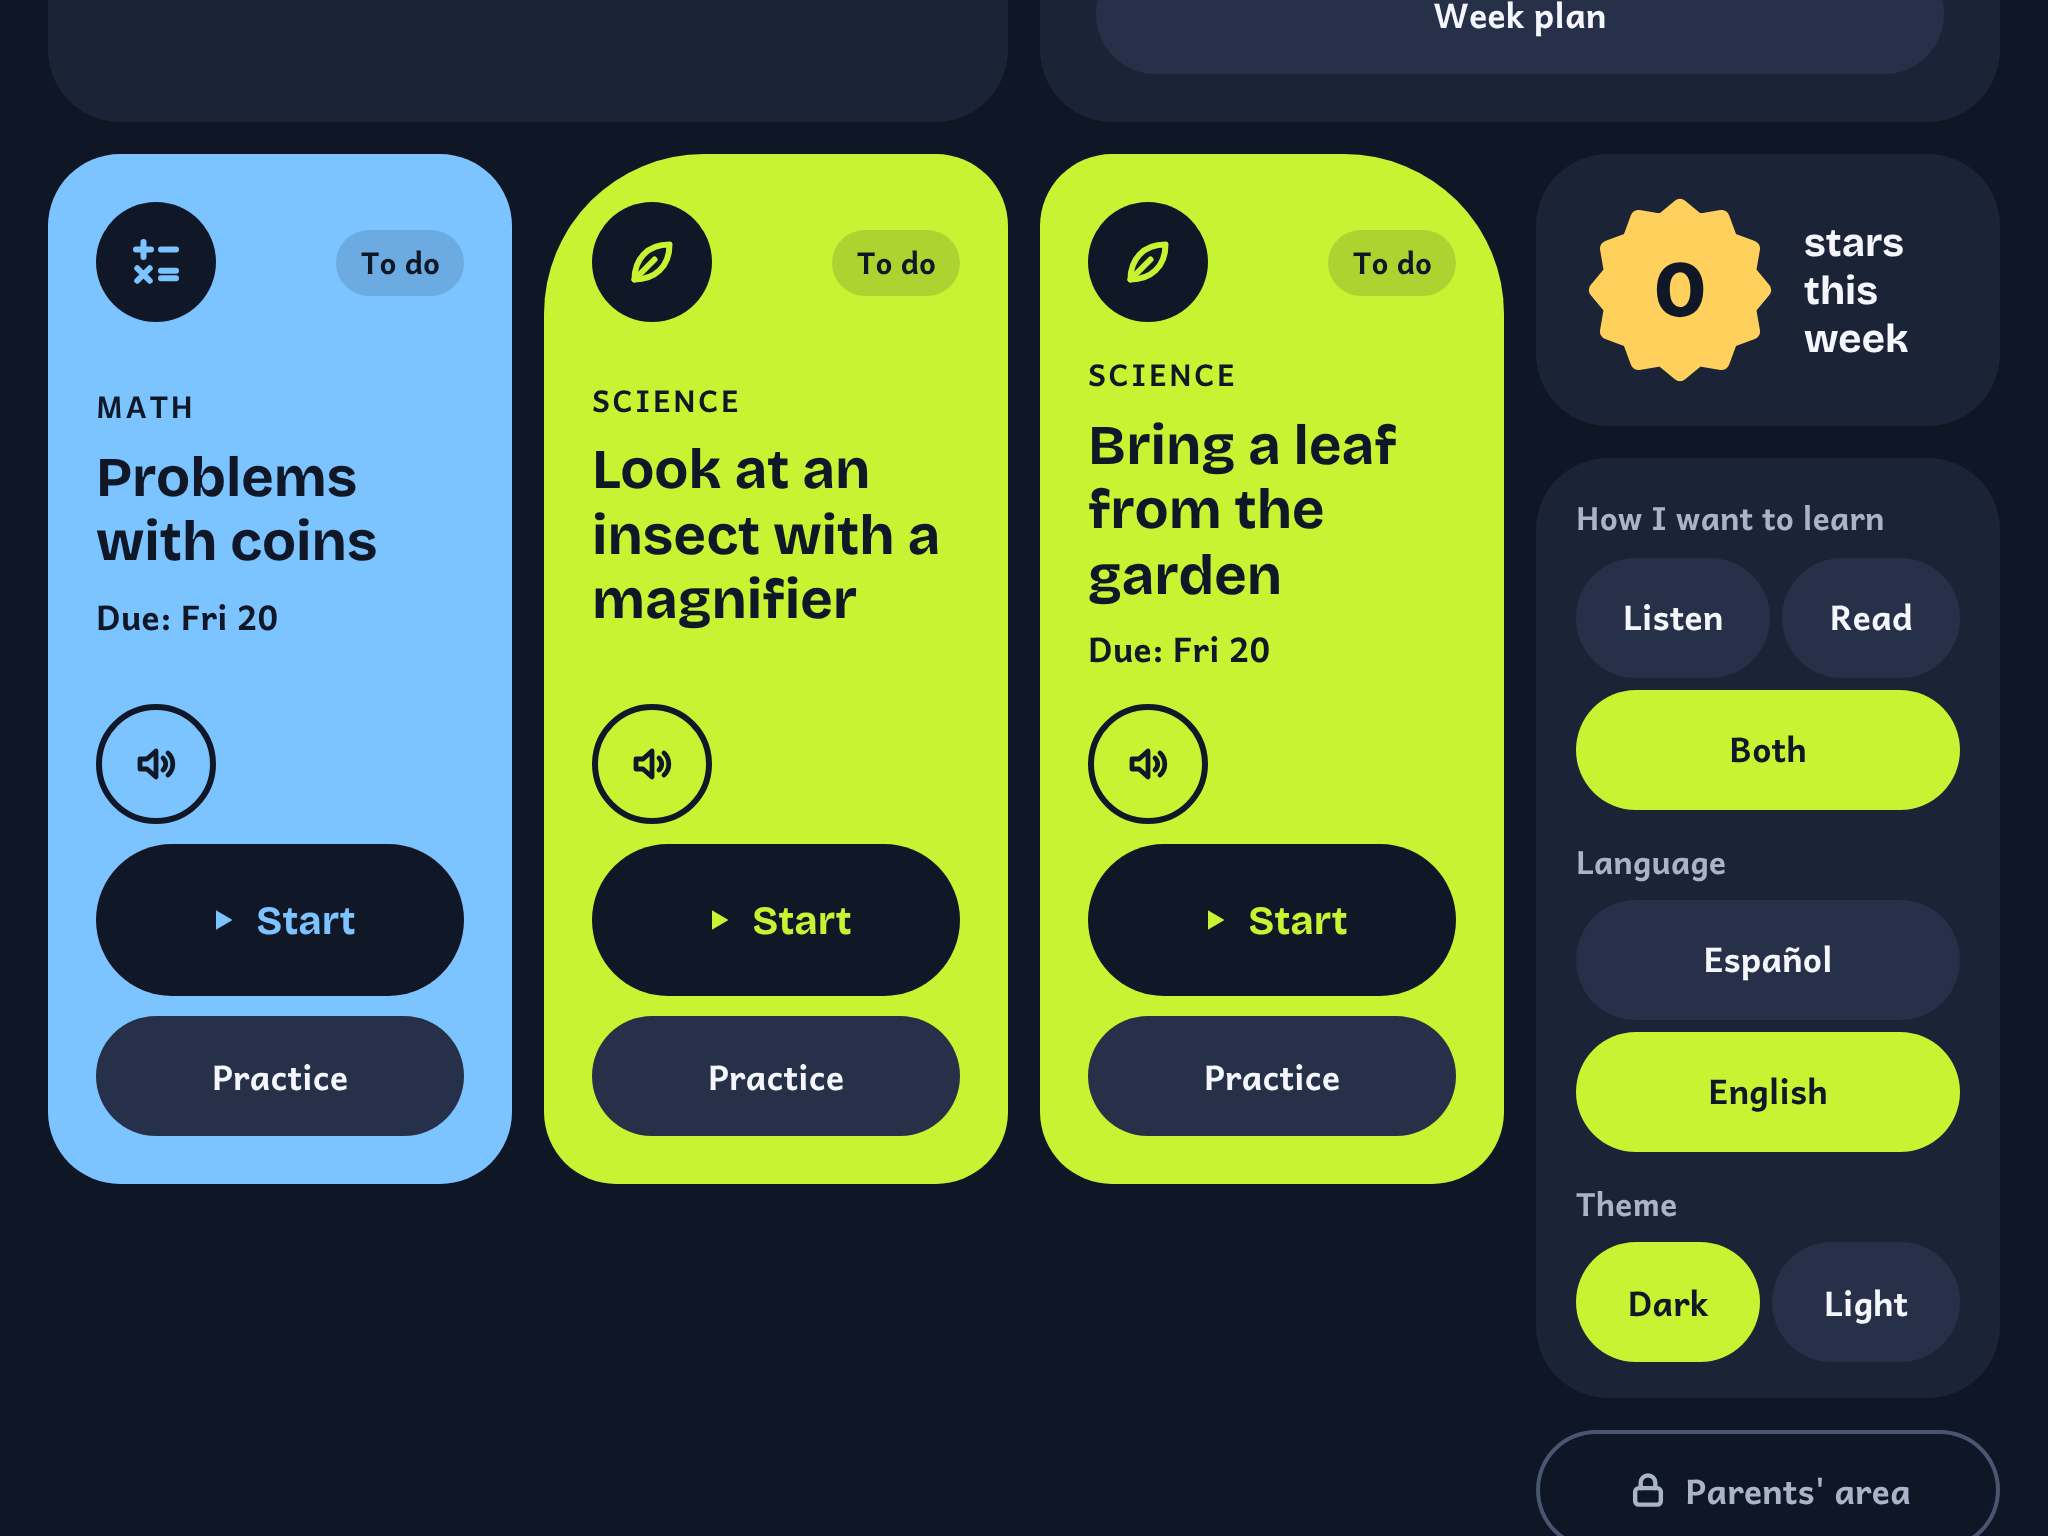 Week plan
To do
MATH
Problems
with coins
Due: Fri 20
Start
Practice
To do
SCIENCE
Look at an
insect with a
magnifier
Start
Practice
To do
SCIENCE
Bring a leaf
from the
garden
Due: Fri 20
Start
Practice
0
stars
this
week
How I want to learn
Listen
Read
Both
Language
Español
English
Theme
Dark
Light
Parents' area